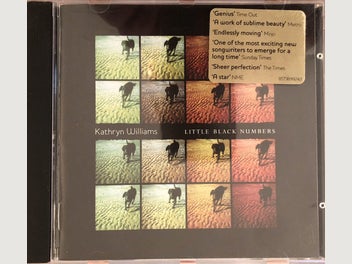 'Genius' Time Out
'A work of sublime beauty' Metro
'Endlessly moving' Mojo
'One of the most exciting new
songwriters to emerge for a
long time' Sunday Times
'Sheer perfection' The Times
'A star' NME
Kathryn Williams
LITTLE BLACK NUMBERS